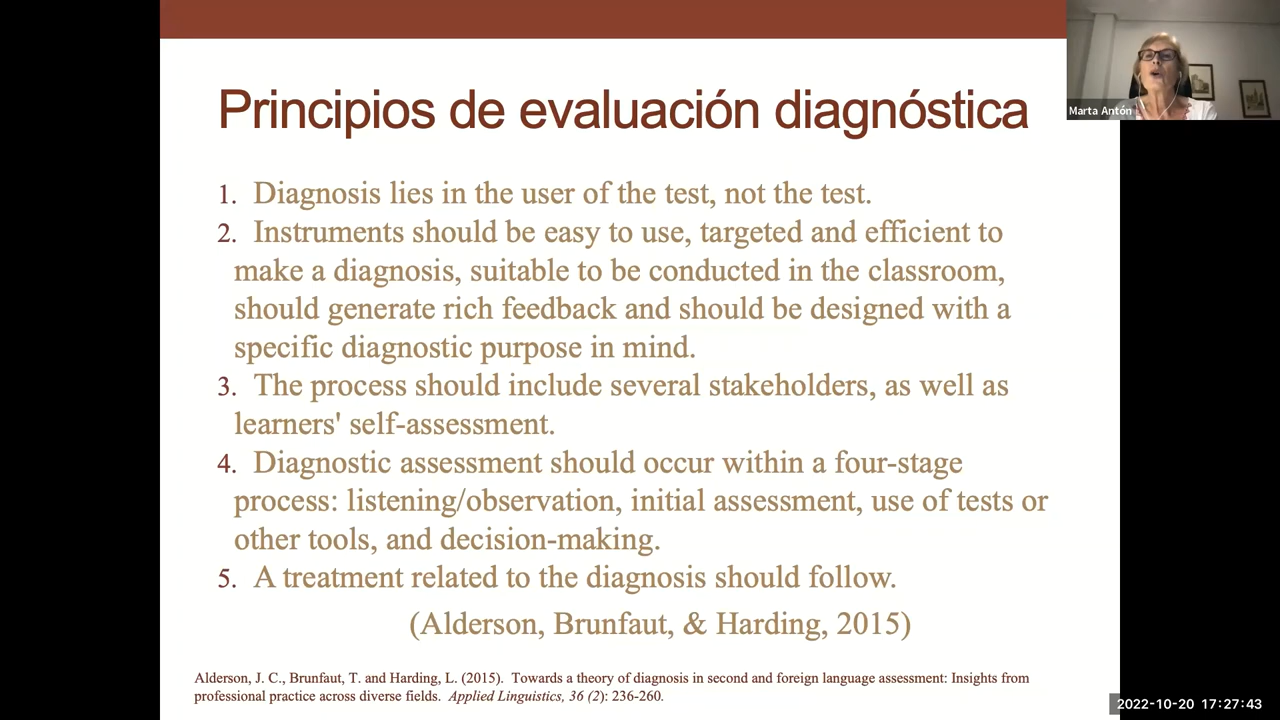 Principios de evaluación diagnóstica
Marta Antón
1. Diagnosis lies in the user of the test, not the test.
2. Instruments should be easy to use, targeted and efficient to
make a diagnosis, suitable to be conducted in the classroom,
should generate rich feedback and should be designed with a
specific diagnostic purpose in mind.
3. The process should include several stakeholders, as well as
learners' self-assessment.
4. Diagnostic assessment should occur within a four-stage
process: listening/observation, initial assessment, use of tests or
other tools, and decision-making.
5. A treatment related to the diagnosis should follow.
(Alderson, Brunfaut, & Harding, 2015)
Alderson, J. C., Brunfaut, T. and Harding, L. (2015). Towards a theory of diagnosis in second and foreign language assessment: Insights from
professional practice across diverse fields. Applied Linguistics, 36 (2): 236-260.
2022-10-20 17:27:43